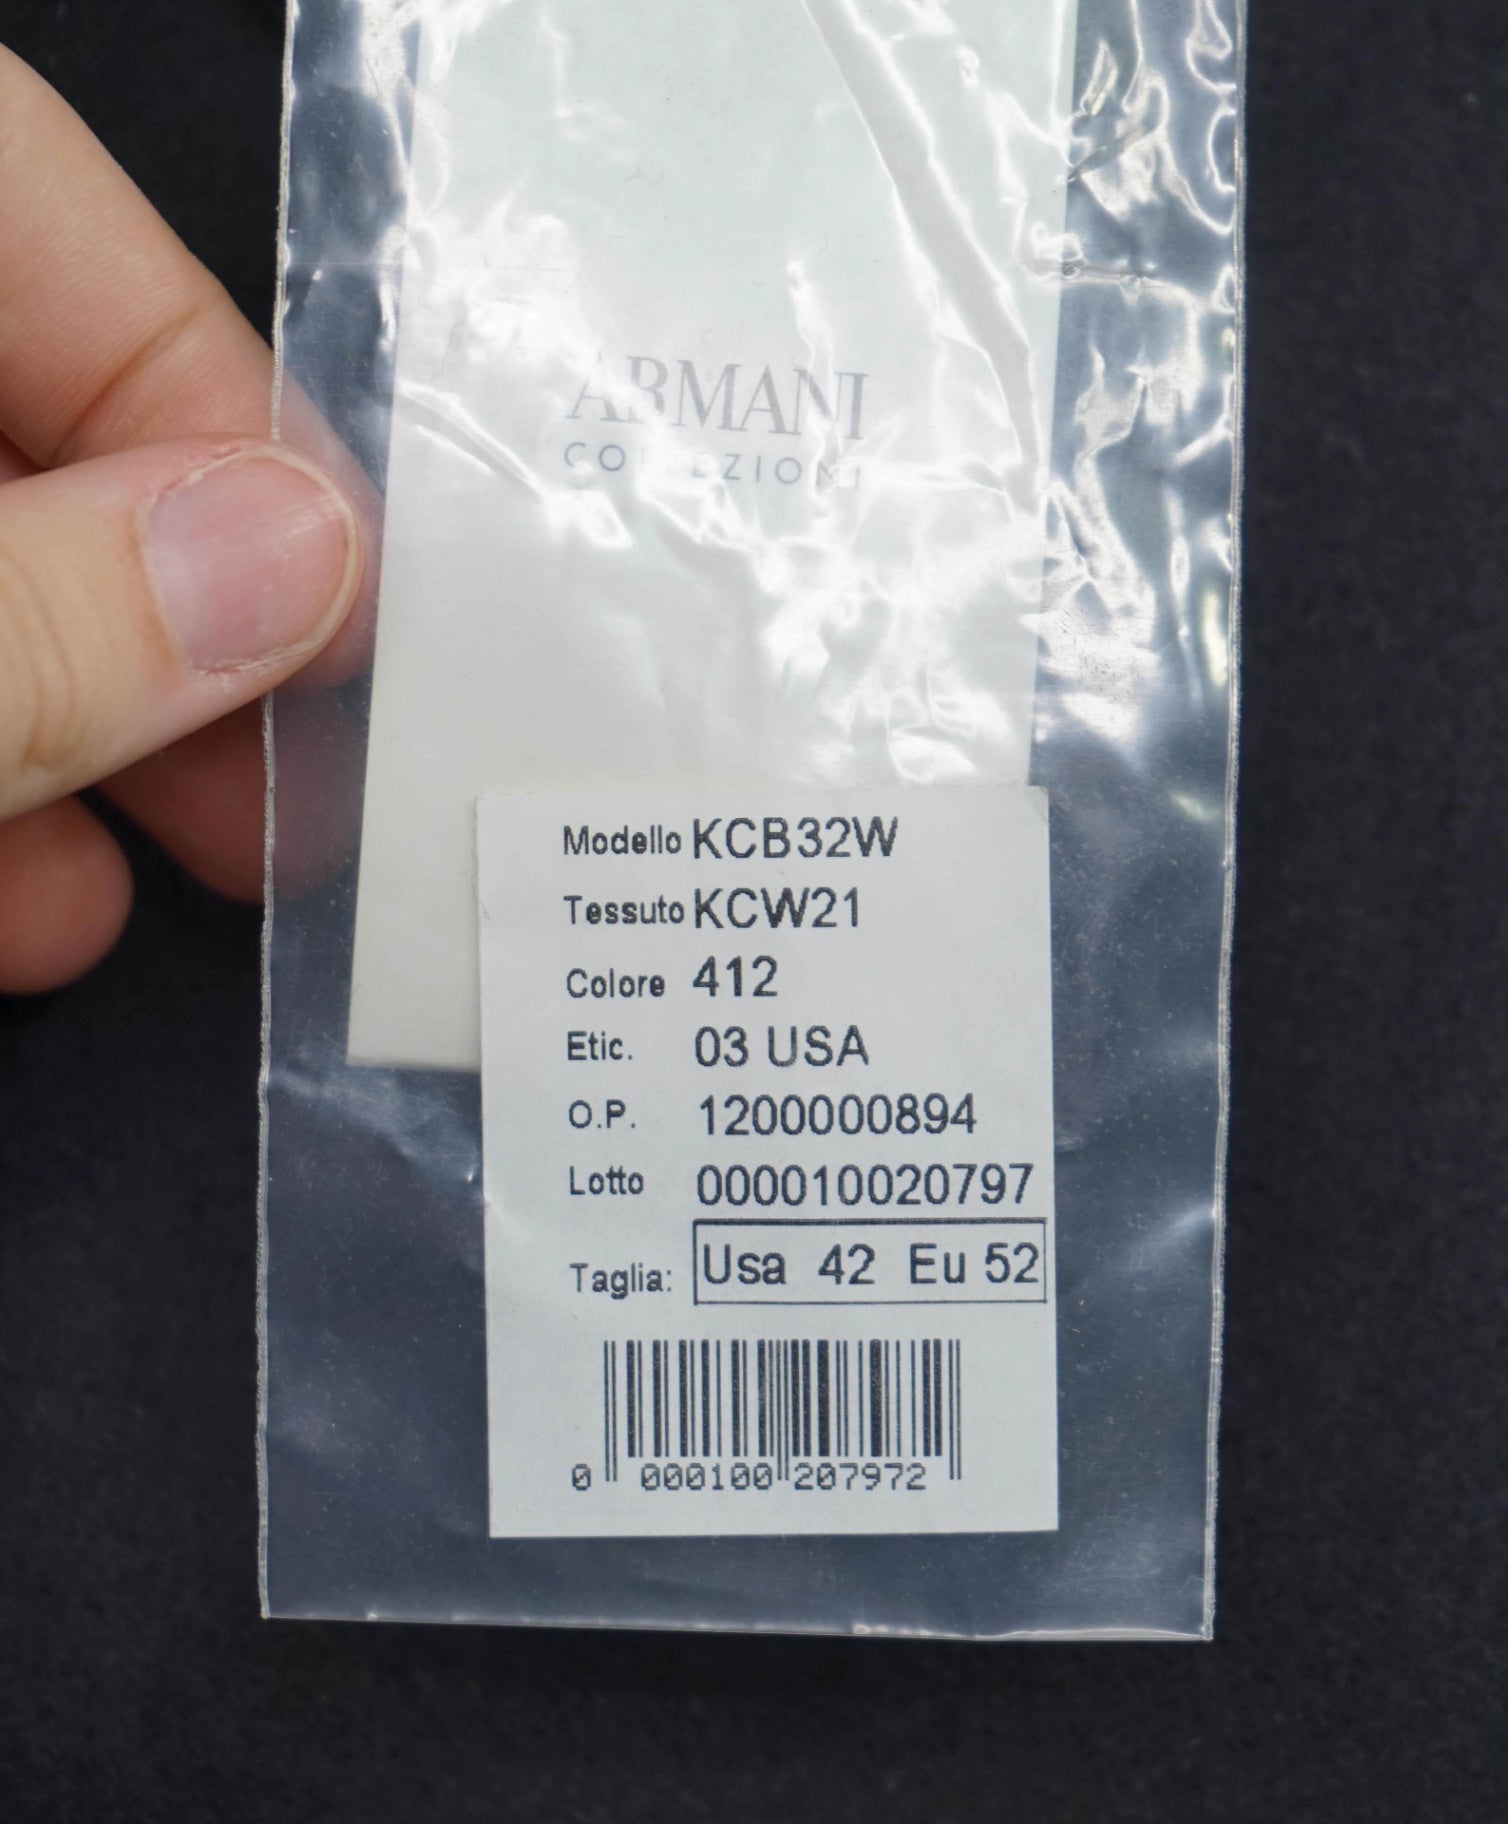 ARMANI
COLLEZIONI
Modello KCB32W
Tessuto KCW21
Colore 412
Etic. 03 USA
O.P. 1200000894
Lotto 000010020797
Taglia: Usa 42 Eu 52
0 000100 207972